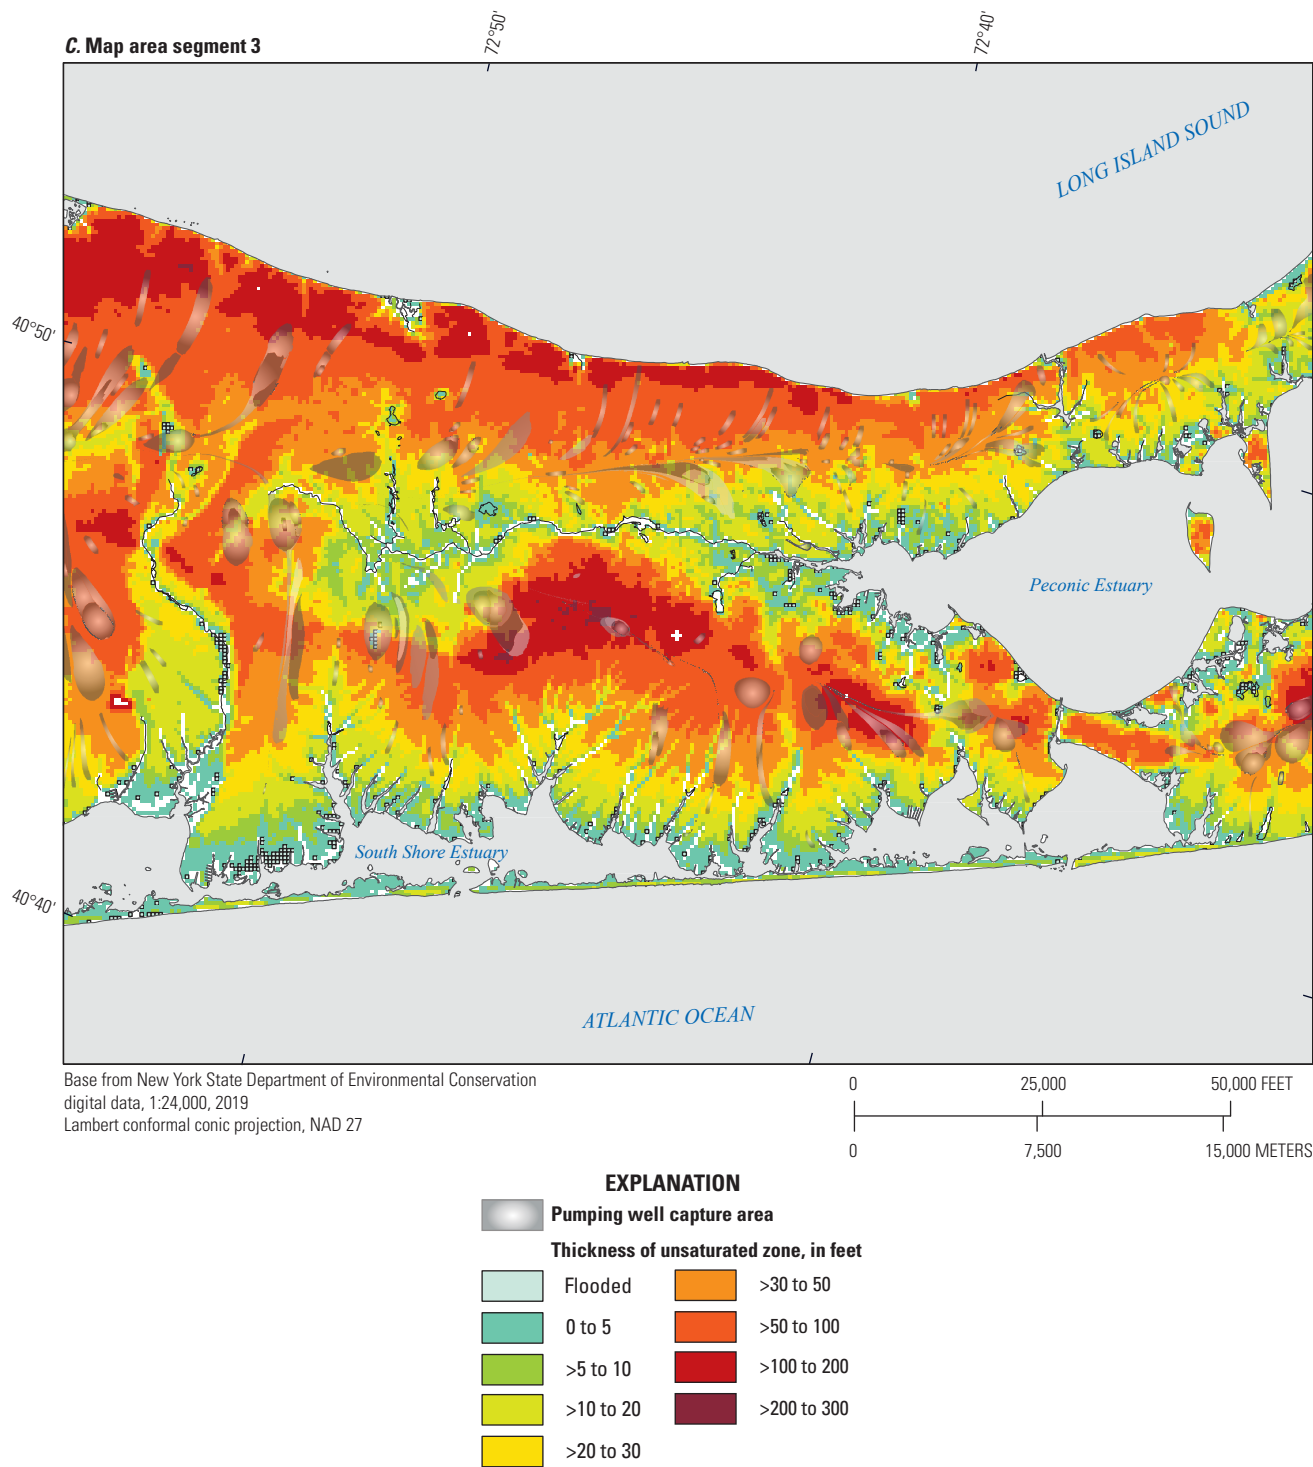 C. Map area segment 3
72°50'
72°40'
LONG ISLAND SOUND
40°50'
Peconic Estuary
South Shore Estuary
40°40'
ATLANTIC OCEAN
Base from New York State Department of Environmental Conservation
digital data, 1:24,000, 2019
Lambert conformal conic projection, NAD 27
0 25,000 50,000 FEET
0 7,500 15,000 METERS
EXPLANATION
Pumping well capture area
Thickness of unsaturated zone, in feet
Flooded
0 to 5
>5 to 10
>10 to 20
>20 to 30
>30 to 50
>50 to 100
>100 to 200
>200 to 300